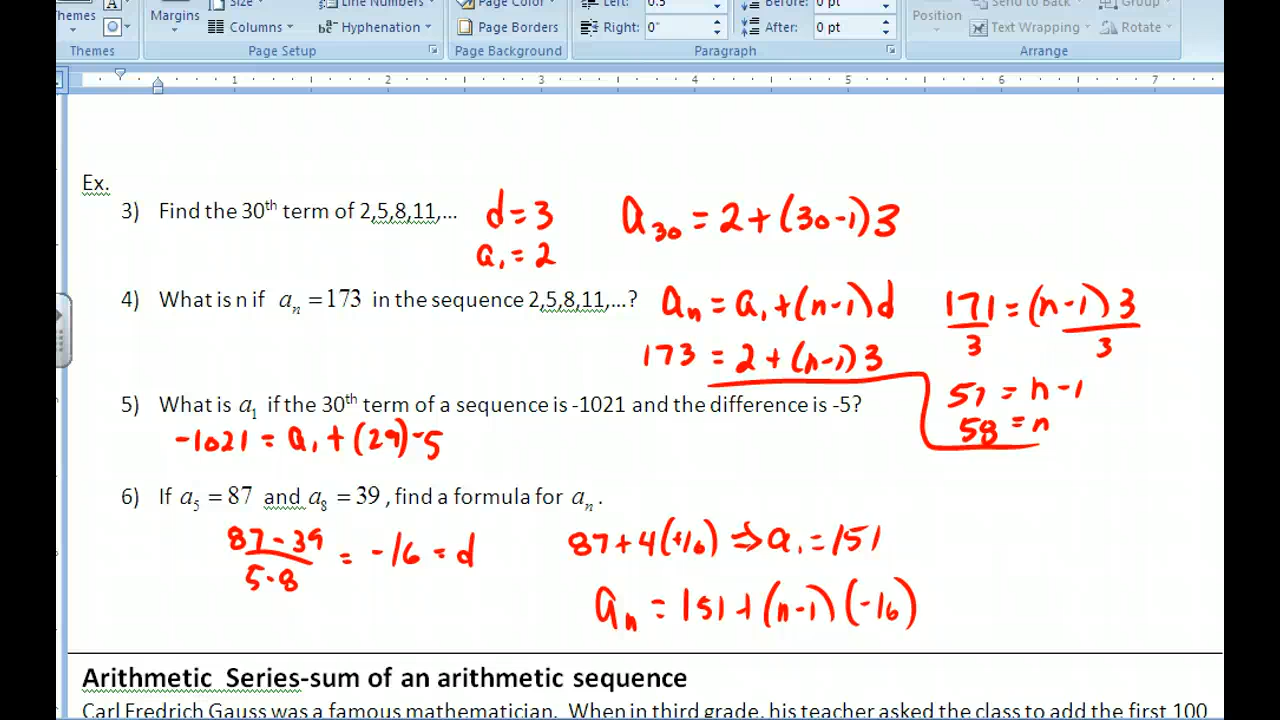 Size Line Numbers Page Color Left: 0.5 Before: 0 pt Send to Back Group
Themes Margins Columns Hyphenation Page Borders Right: 0" After: 0 pt Position Text Wrapping Rotate
Themes Page Setup Page Background Paragraph Arrange
1 2 3 4 5 6 7
Ex.
3) Find the 30th term of 2,5,8,11,... d = 3 a₃₀ = 2 + (30-1)3
a₁ = 2
4) What is n if aₙ = 173 in the sequence 2,5,8,11,...? aₙ = a₁ + (n-1)d 171 = (n-1) 3
3 3
173 = 2 + (n-1)3
57 = n-1
5) What is a₁ if the 30th term of a sequence is -1021 and the difference is -5?
58 = n
-1021 = a₁ + (29)-5
6) If a₅ = 87 and a₈ = 39, find a formula for aₙ.
87 - 39 / 5-8 = -16 = d 87 + 4(+16) ⇒ a₁ = 151
aₙ = 151 + (n-1)(-16)
Arithmetic Series-sum of an arithmetic sequence
Carl Fredrich Gauss was a famous mathematician. When in third grade, his teacher asked the class to add the first 100